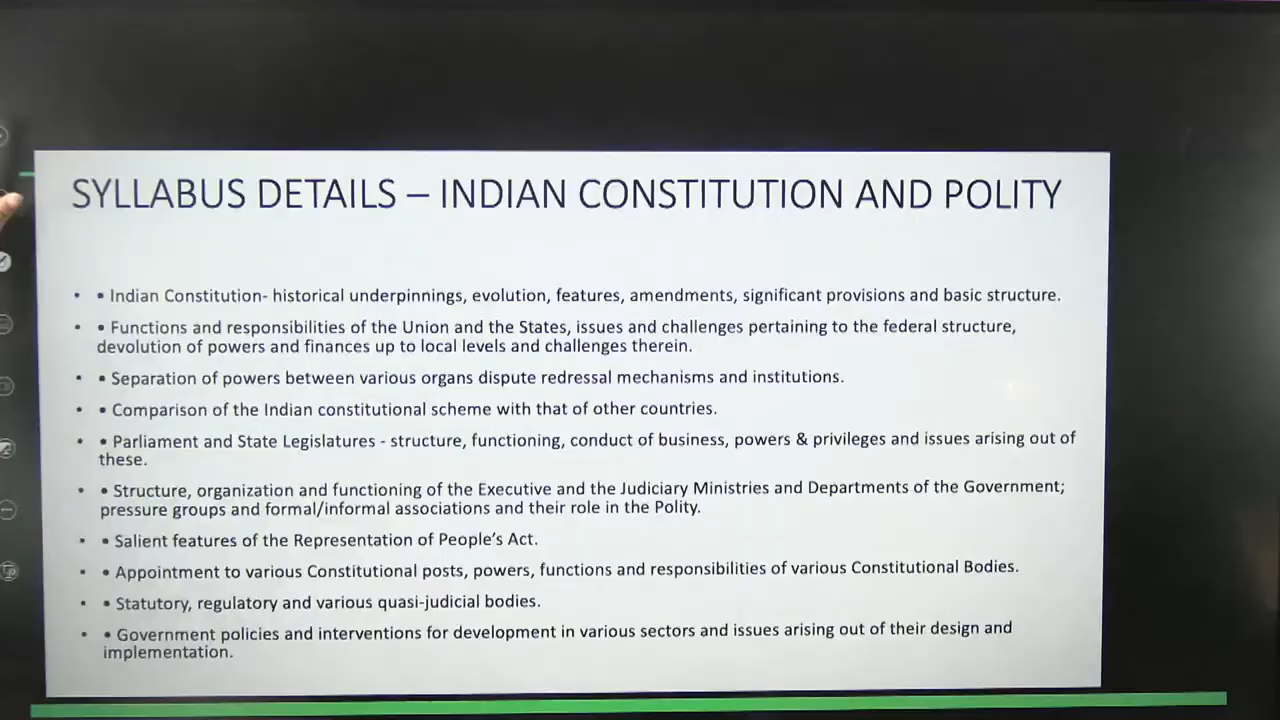 SYLLABUS DETAILS – INDIAN CONSTITUTION AND POLITY
• • Indian Constitution- historical underpinnings, evolution, features, amendments, significant provisions and basic structure.
• • Functions and responsibilities of the Union and the States, issues and challenges pertaining to the federal structure,
devolution of powers and finances up to local levels and challenges therein.
• • Separation of powers between various organs dispute redressal mechanisms and institutions.
• • Comparison of the Indian constitutional scheme with that of other countries.
• • Parliament and State Legislatures - structure, functioning, conduct of business, powers & privileges and issues arising out of
these.
• • Structure, organization and functioning of the Executive and the Judiciary Ministries and Departments of the Government;
pressure groups and formal/informal associations and their role in the Polity.
• • Salient features of the Representation of People’s Act.
• • Appointment to various Constitutional posts, powers, functions and responsibilities of various Constitutional Bodies.
• • Statutory, regulatory and various quasi-judicial bodies.
• • Government policies and interventions for development in various sectors and issues arising out of their design and
implementation.